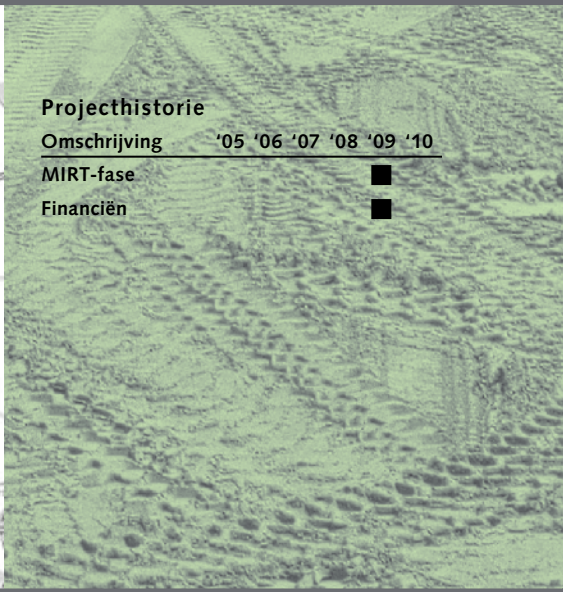 Projecthistorie
Omschrijving ‘05 ‘06 ‘07 ‘08 ‘09 ‘10
MIRT-fase ■
Financiën ■